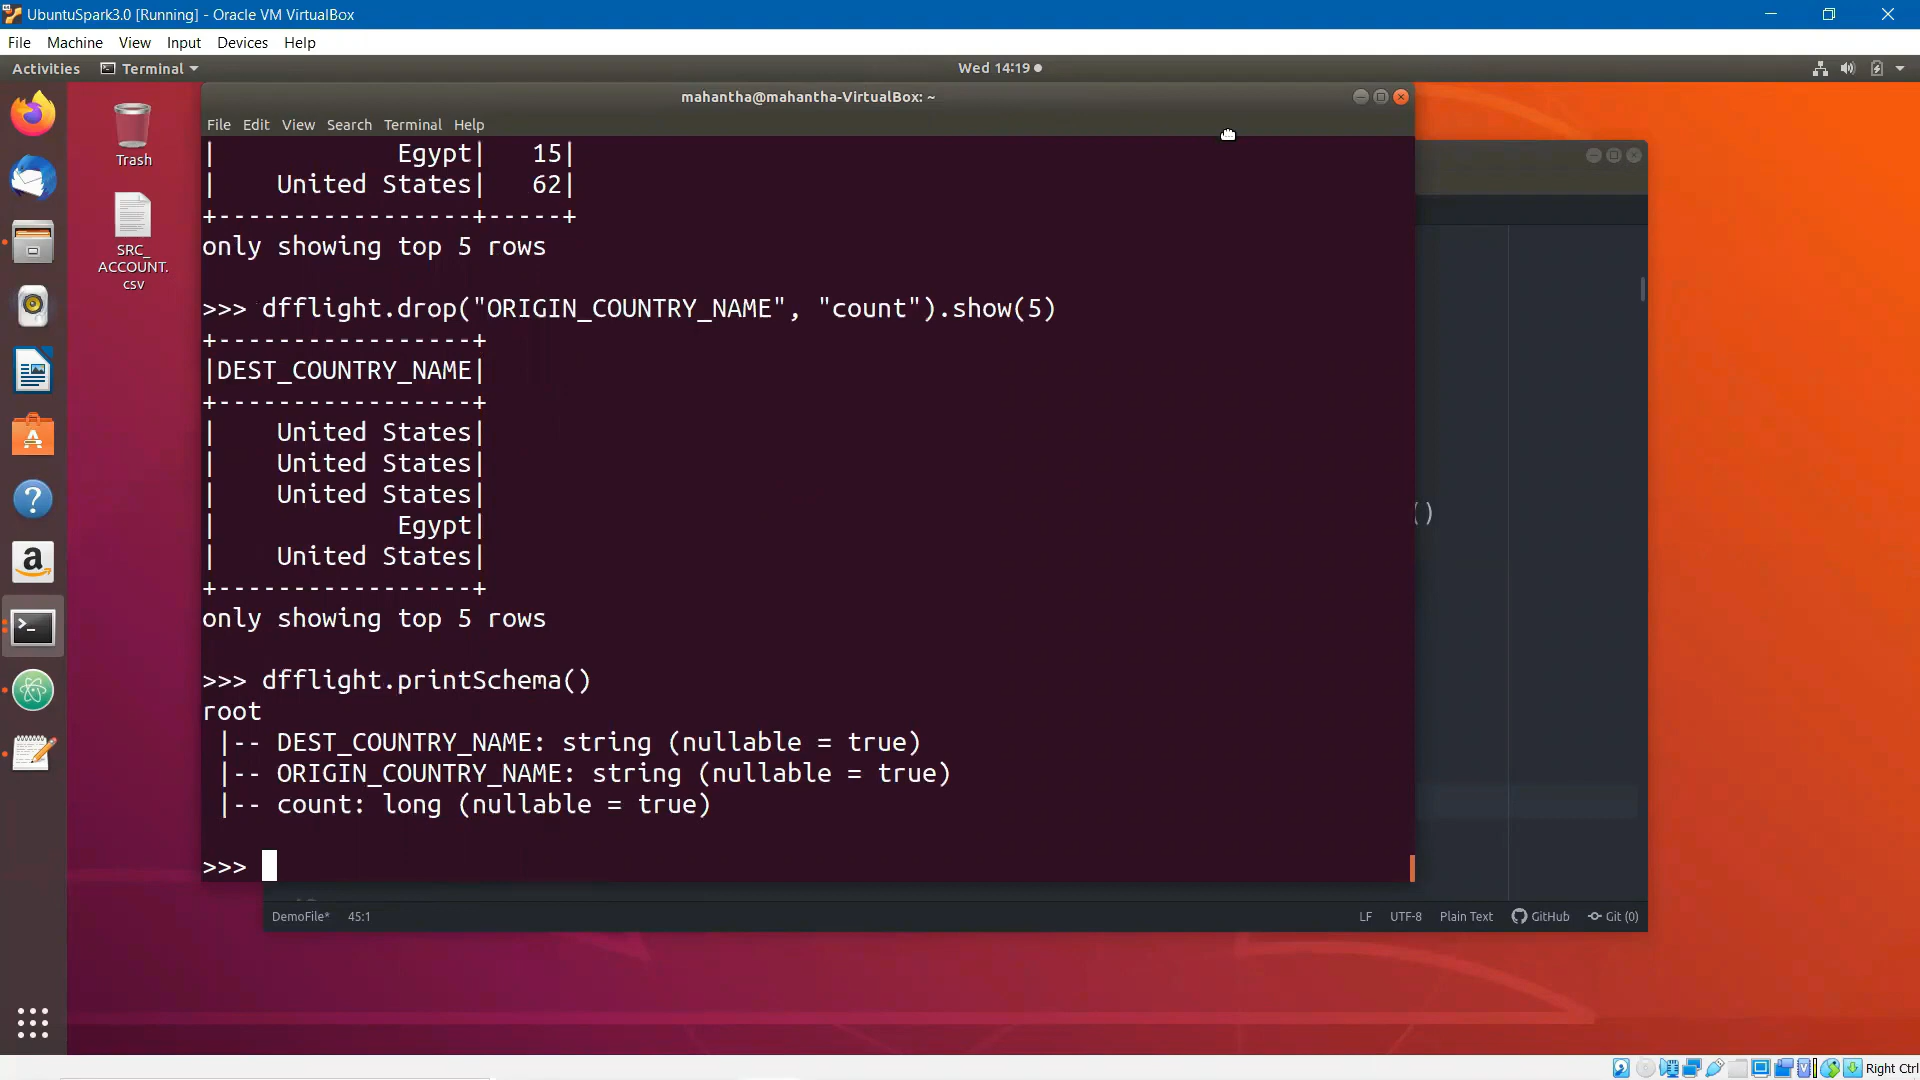 UbuntuSpark3.0 [Running] - Oracle VM VirtualBox
File Machine View Input Devices Help
Activities Terminal Wed 14:19
mahantha@mahantha-VirtualBox: ~
File Edit View Search Terminal Help
Trash
SRC_
ACCOUNT.
csv
| Egypt| 15|
| United States| 62|
+-----------------+-----+
only showing top 5 rows
>>> dfflight.drop("ORIGIN_COUNTRY_NAME", "count").show(5)
+-----------------+
|DEST_COUNTRY_NAME|
+-----------------+
| United States|
| United States|
| United States|
| Egypt|
| United States|
+-----------------+
only showing top 5 rows
>>> dfflight.printSchema()
root
|-- DEST_COUNTRY_NAME: string (nullable = true)
|-- ORIGIN_COUNTRY_NAME: string (nullable = true)
|-- count: long (nullable = true)
>>>
()
DemoFile* 45:1 LF UTF-8 Plain Text GitHub Git (0)
Right Ctrl